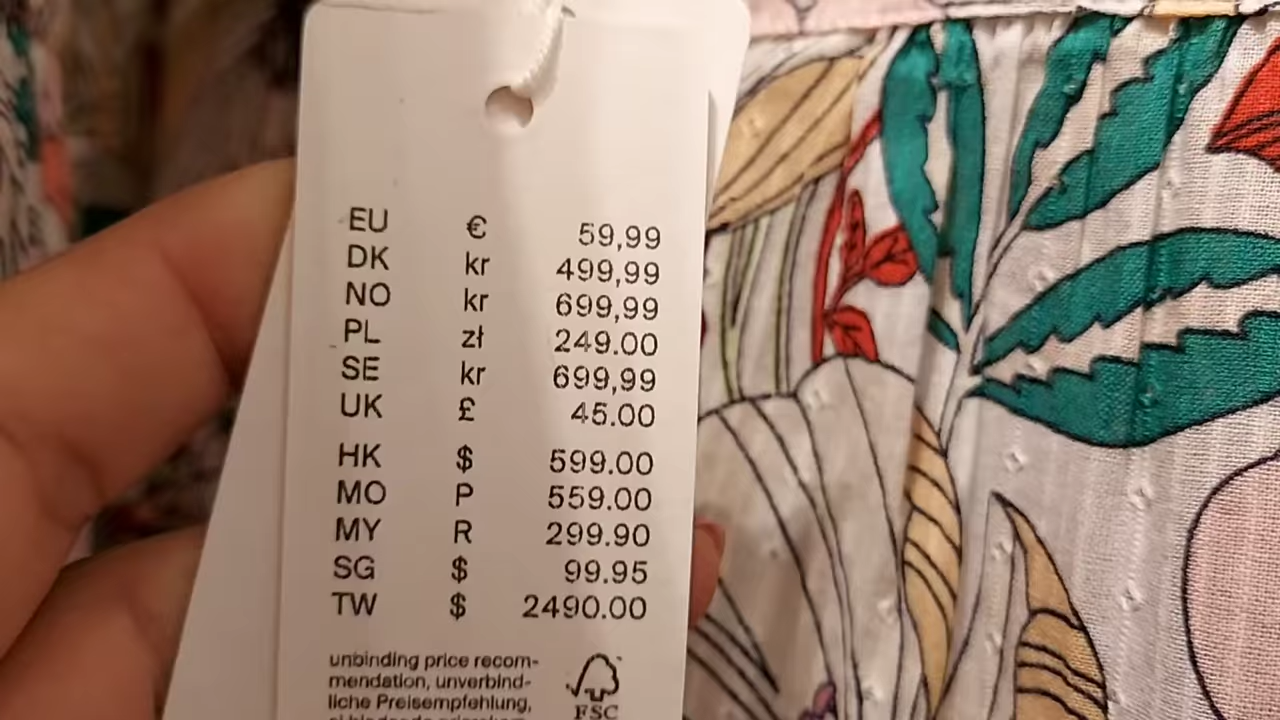 EU € 59,99
DK kr 499,99
NO kr 699,99
PL zł 249.00
SE kr 699,99
UK £ 45.00
HK $ 599.00
MO P 559.00
MY R 299.90
SG $ 99.95
TW $ 2490.00
unbinding price recom-
mendation, unverbind-
liche Preisempfehlung,
FSC